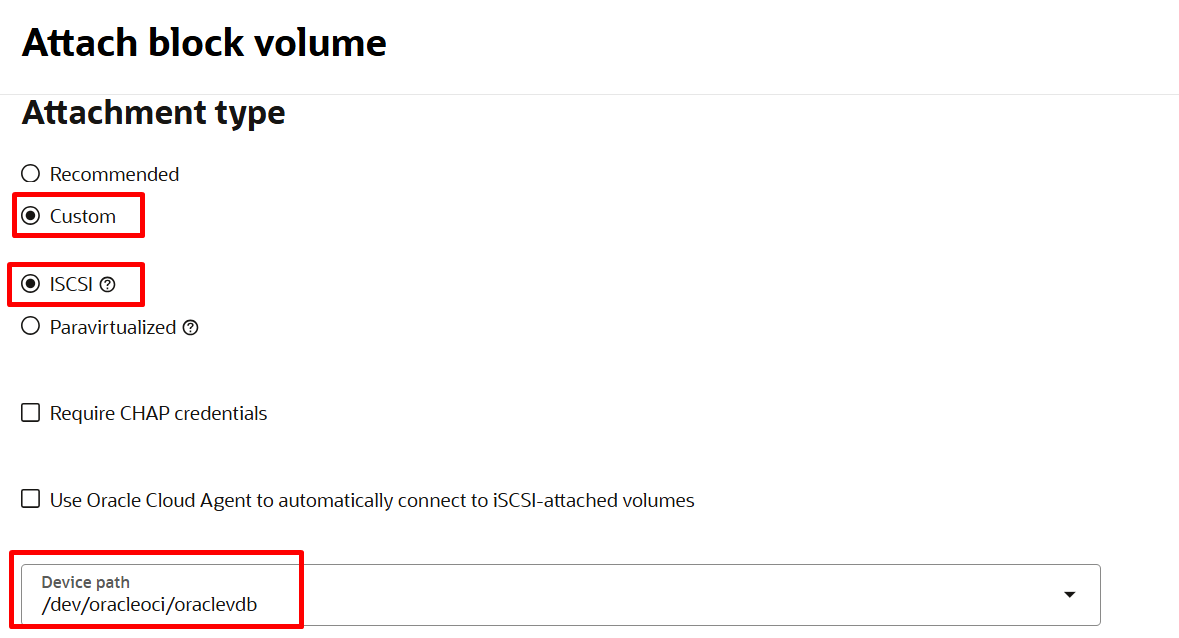 Attach block volume
Attachment type
Recommended
Custom
ISCSI
Paravirtualized
Require CHAP credentials
Use Oracle Cloud Agent to automatically connect to iSCSI-attached volumes
Device path
/dev/oracleoci/oraclevdb